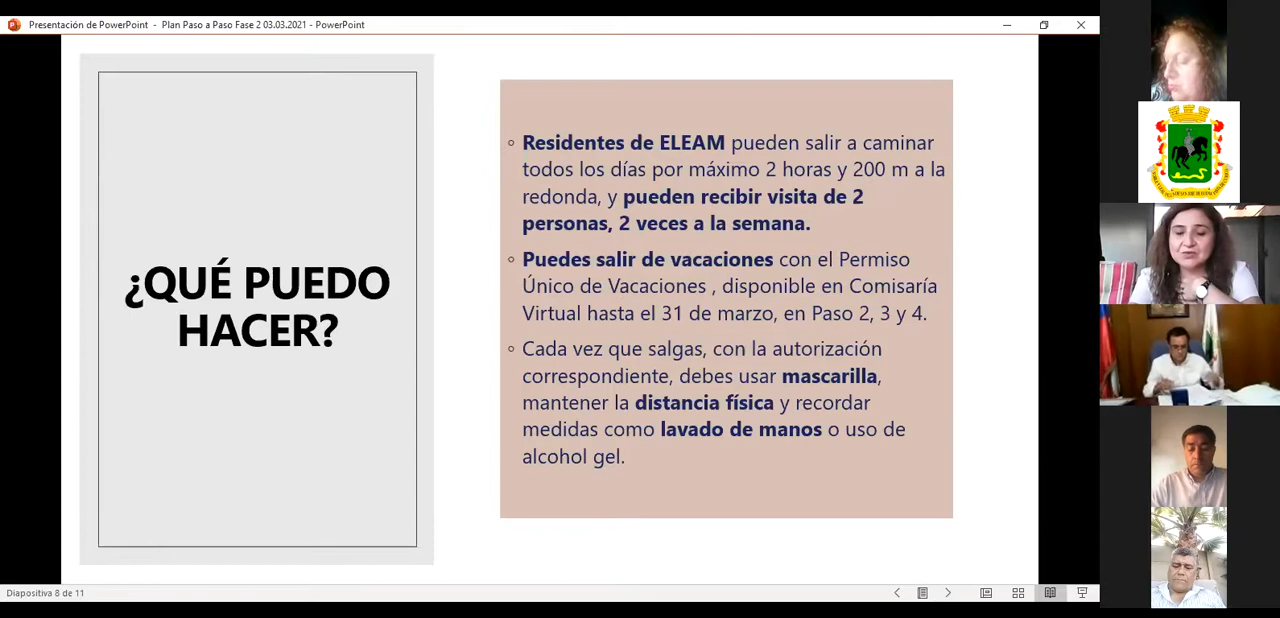 Presentación de PowerPoint - Plan Paso a Paso Fase 2 03.03.2021 - PowerPoint
¿QUÉ PUEDO
HACER?
Residentes de ELEAM pueden salir a caminar
todos los días por máximo 2 horas y 200 m a la
redonda, y pueden recibir visita de 2
personas, 2 veces a la semana.
Puedes salir de vacaciones con el Permiso
Único de Vacaciones , disponible en Comisaría
Virtual hasta el 31 de marzo, en Paso 2, 3 y 4.
Cada vez que salgas, con la autorización
correspondiente, debes usar mascarilla,
mantener la distancia física y recordar
medidas como lavado de manos o uso de
alcohol gel.
Diapositiva 8 de 11